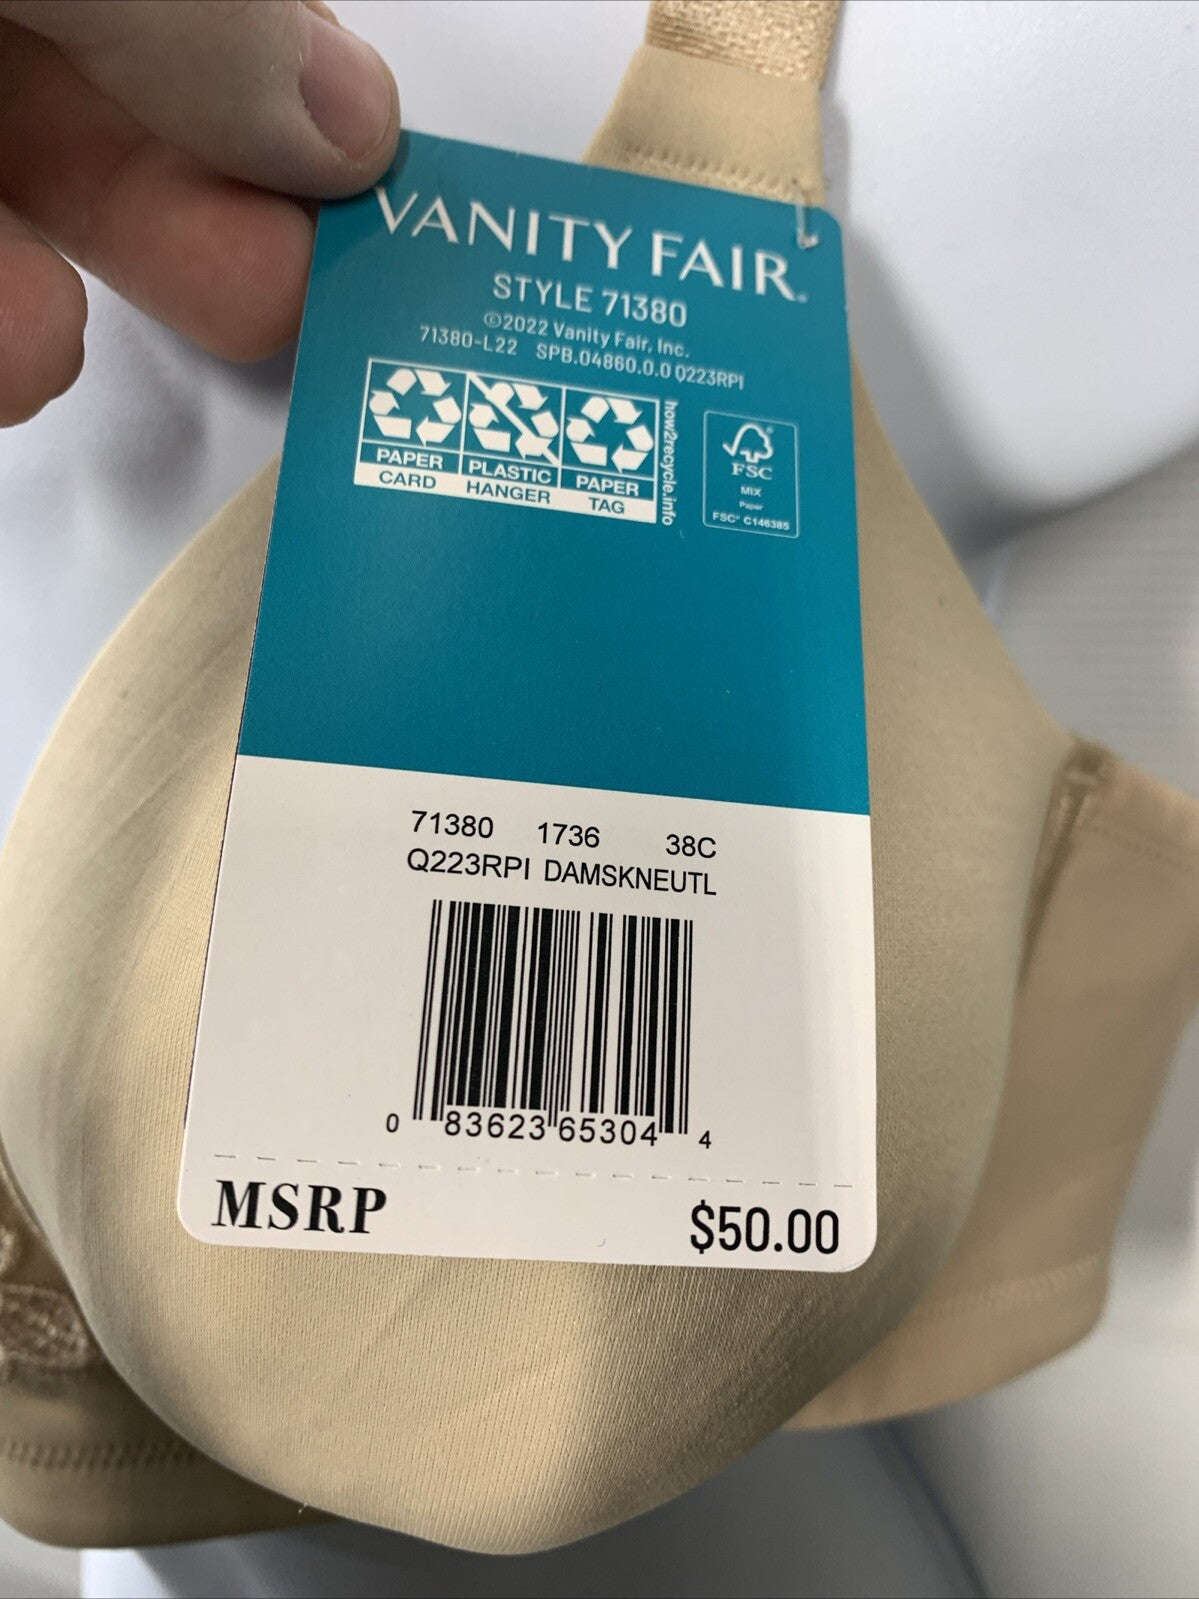 VANITY FAIR.
STYLE 71380
©2022 Vanity Fair, Inc.
71380-L22 SPB.04860.0.0 Q223RPI
PAPER PLASTIC PAPER
CARD HANGER TAG
how2recycle.info
FSC®
MIX
Paper
FSC® C146385
71380 1736 38C
Q223RPI DAMSKNEUTL
0 83623 65304 4
MSRP $50.00